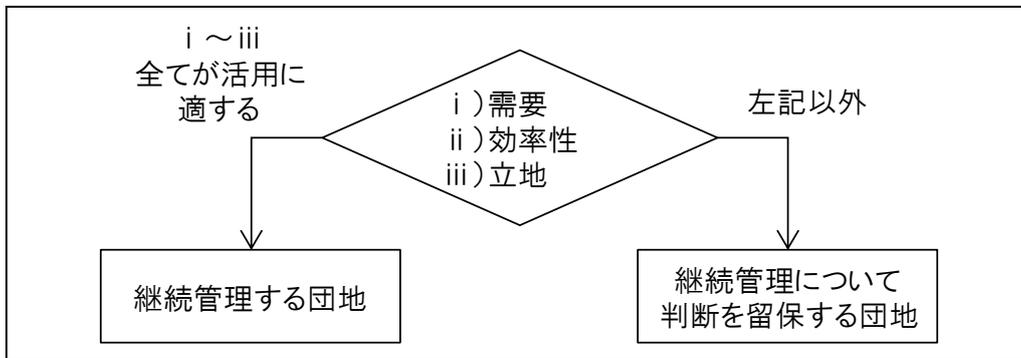 ⅰ～ⅲ
全てが活用に
適する
ⅰ)需要
ⅱ)効率性
ⅲ)立地
左記以外
継続管理する団地
継続管理について
判断を留保する団地